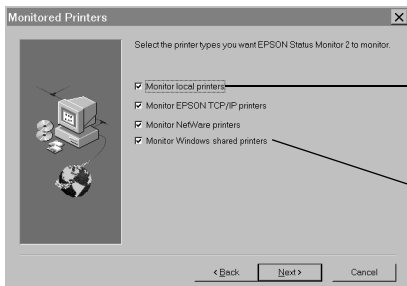 Monitored Printers
Select the printer types you want EPSON Status Monitor 2 to monitor.
Monitor local printers
Monitor EPSON TCP/IP printers
Monitor NetWare printers
Monitor Windows shared printers
< Back
Next >
Cancel